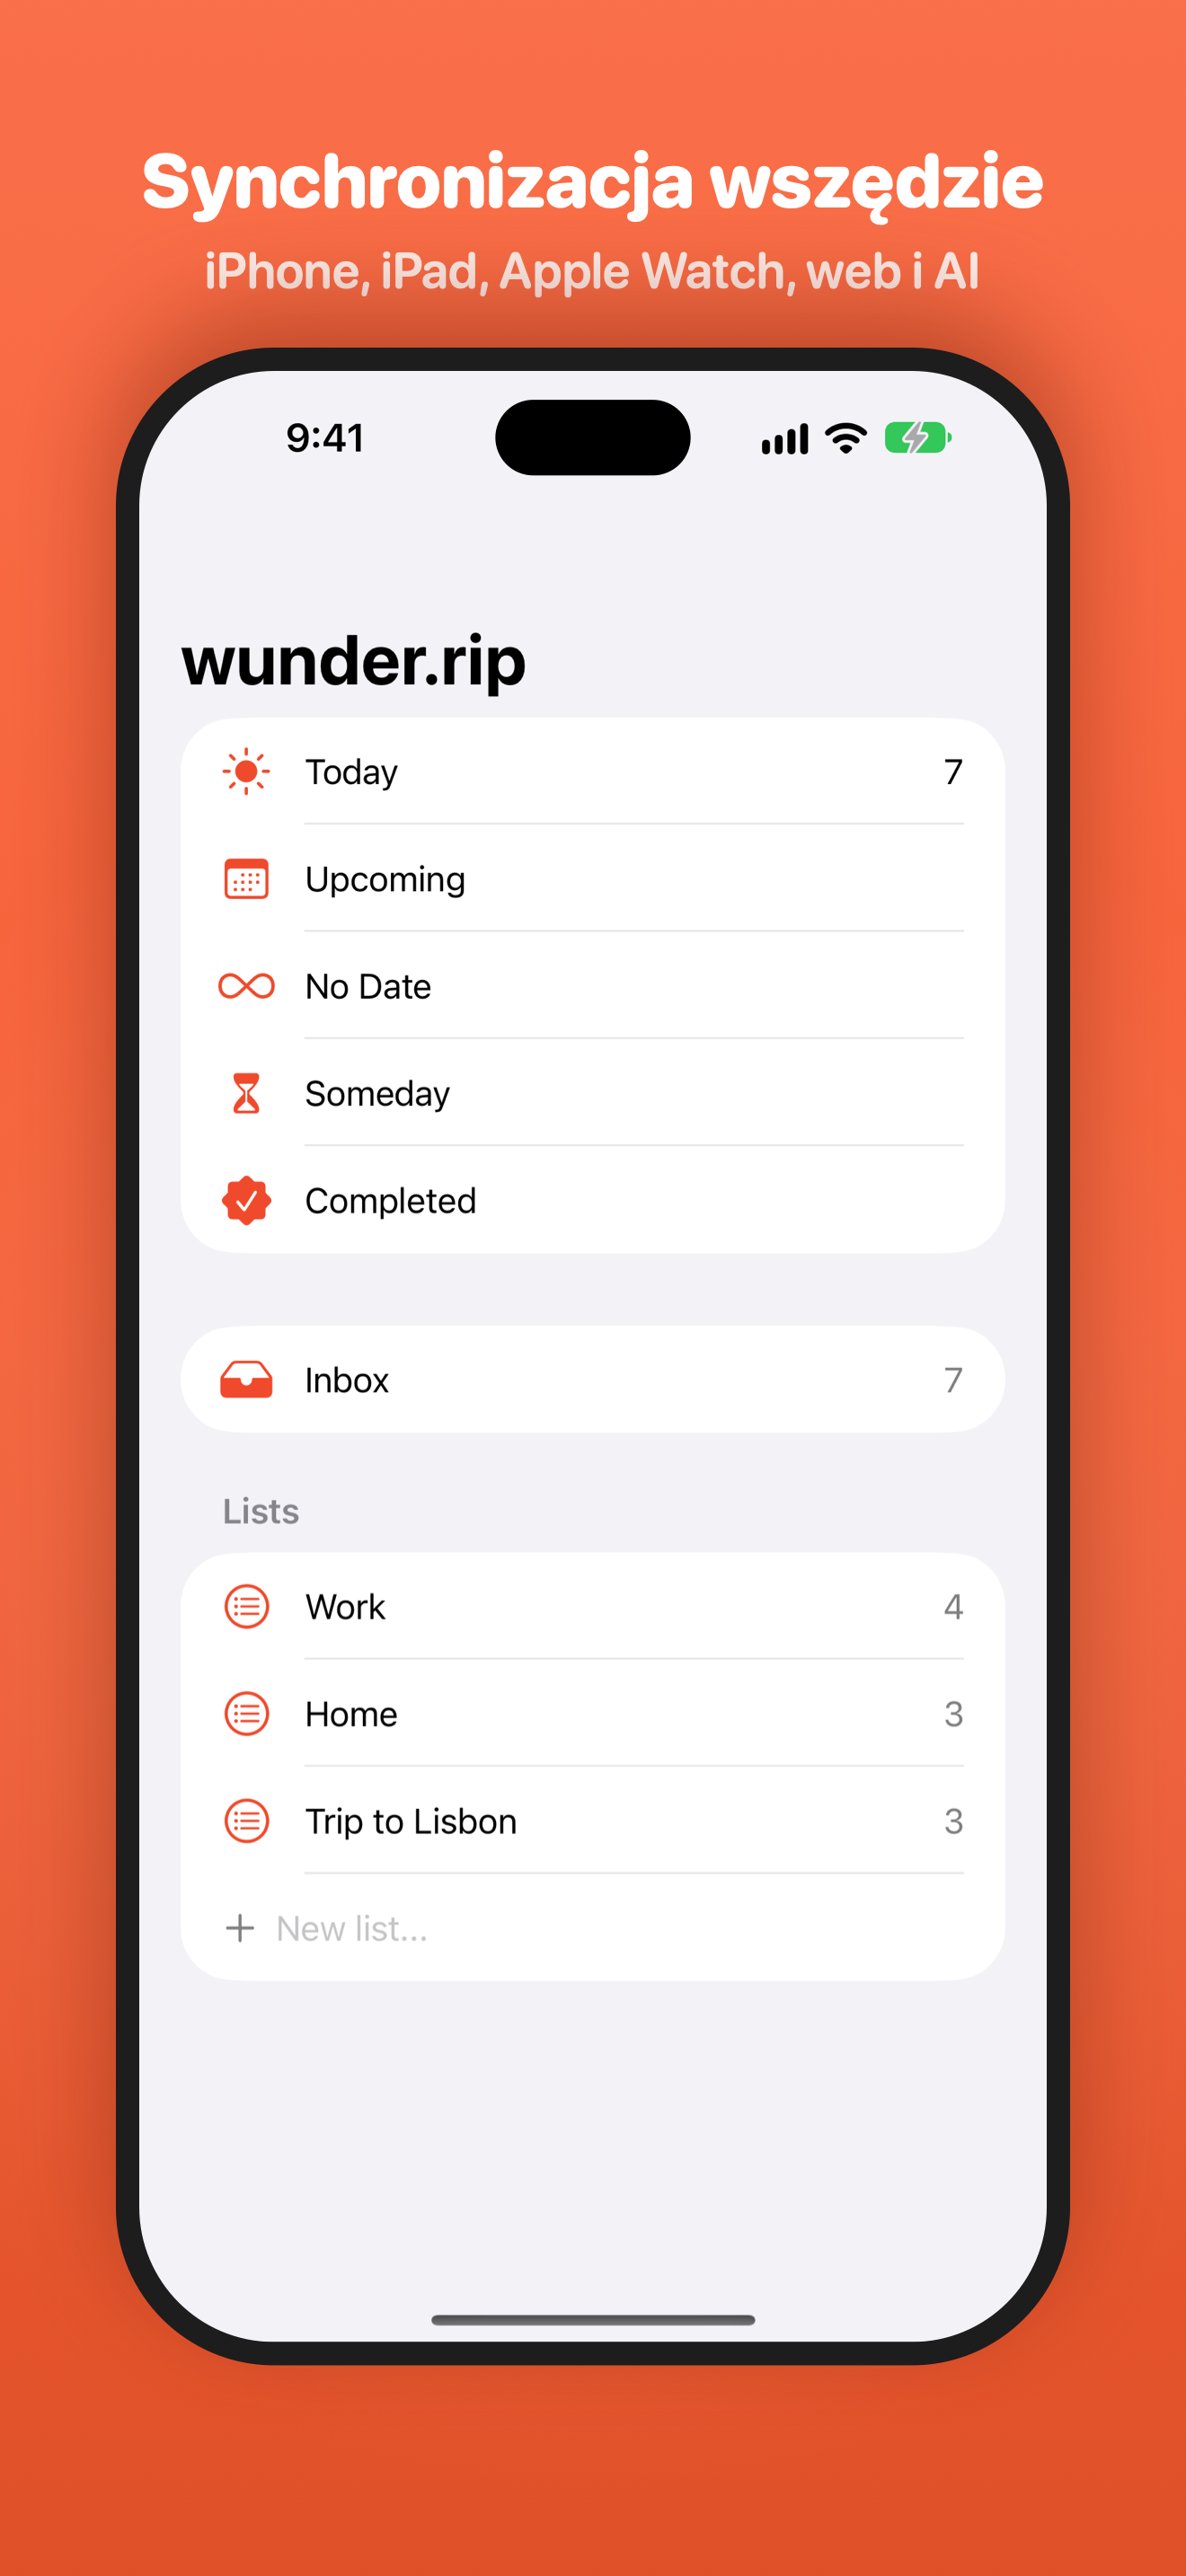 Synchronizacja wszędzie
iPhone, iPad, Apple Watch, web i AI
9:41
wunder.rip
Today 7
Upcoming
No Date
Someday
Completed
Inbox 7
Lists
Work 4
Home 3
Trip to Lisbon 3
New list...